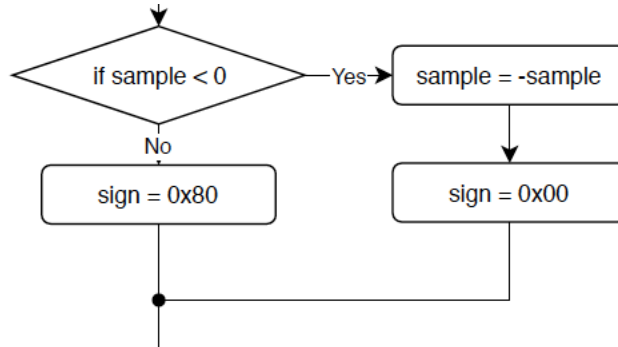 if sample < 0
Yes
sample = -sample
No
sign = 0x80
sign = 0x00